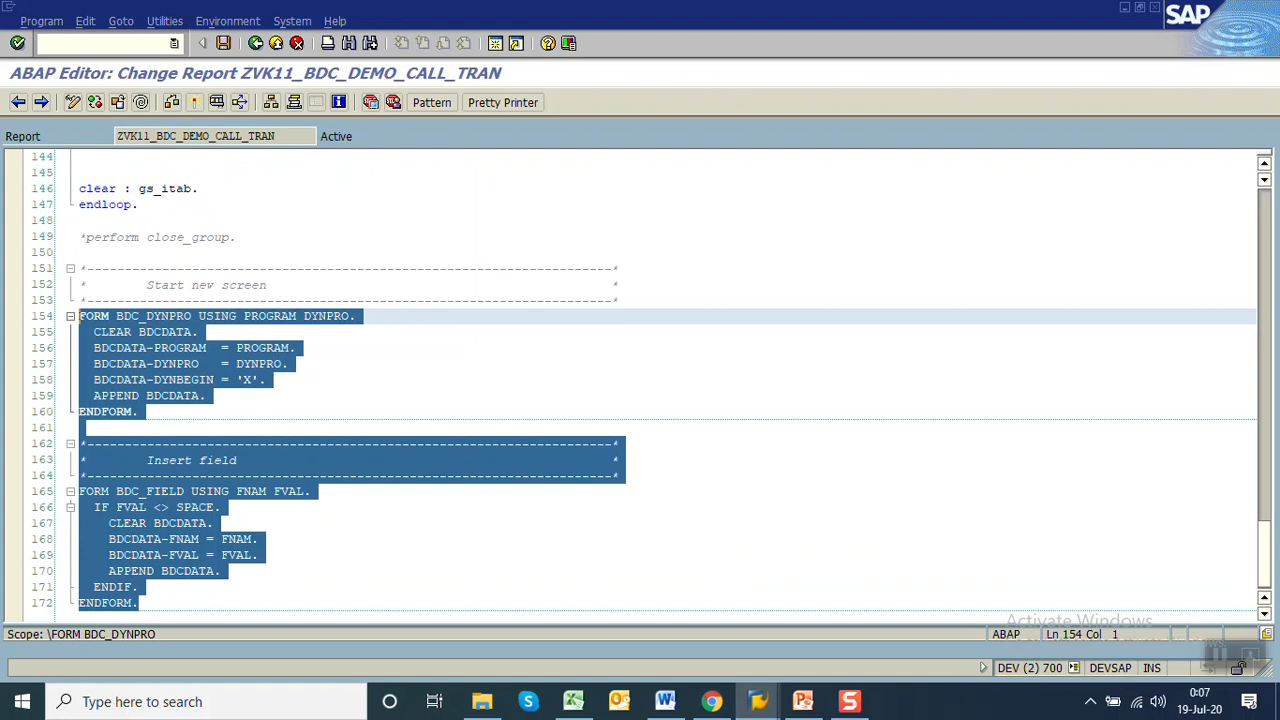 Program Edit Goto Utilities Environment System Help
SAP
ABAP Editor: Change Report ZVK11_BDC_DEMO_CALL_TRAN
Pattern Pretty Printer
Report ZVK11_BDC_DEMO_CALL_TRAN Active
144
145
146 clear : gs_itab.
147 endloop.
148
149 *perform close_group.
150
151 *----------------------------------------------------------------------*
152 * Start new screen *
153 *----------------------------------------------------------------------*
154 FORM BDC_DYNPRO USING PROGRAM DYNPRO.
155 CLEAR BDCDATA.
156 BDCDATA-PROGRAM = PROGRAM.
157 BDCDATA-DYNPRO = DYNPRO.
158 BDCDATA-DYNBEGIN = 'X'.
159 APPEND BDCDATA.
160 ENDFORM.
161
162 *----------------------------------------------------------------------*
163 * Insert field *
164 *----------------------------------------------------------------------*
165 FORM BDC_FIELD USING FNAM FVAL.
166 IF FVAL <> SPACE.
167 CLEAR BDCDATA.
168 BDCDATA-FNAM = FNAM.
169 BDCDATA-FVAL = FVAL.
170 APPEND BDCDATA.
171 ENDIF.
172 ENDFORM.
Activate Windows
Scope: \FORM BDC_DYNPRO ABAP Ln 154 Col 1
DEV (2) 700 DEVSAP INS
Type here to search
0:07
19-Jul-20